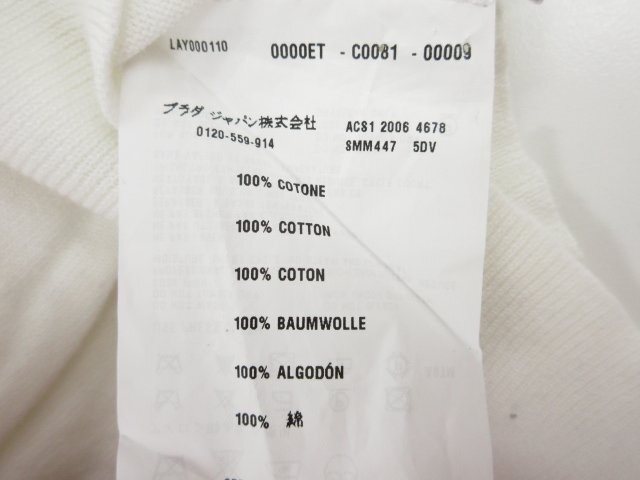 LAY000110 0000ET - C0081 - 00009
プラダ ジャパン株式会社 ACS1 2006 4678
0120-559-914 SMM447 5DV
100% COTONE
100% COTTON
100% COTON
100% BAUMWOLLE
100% ALGODÓN
100% 綿